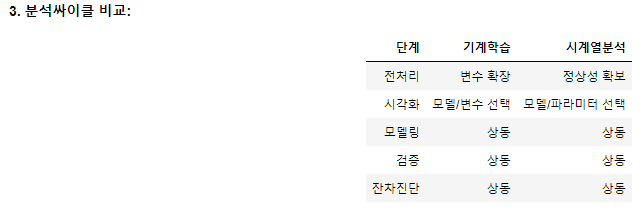 3. 분석싸이클 비교:
단계 기계학습 시계열분석
전처리 변수 확장 정상성 확보
시각화 모델/변수 선택 모델/파라미터 선택
모델링 상동 상동
검증 상동 상동
잔차진단 상동 상동